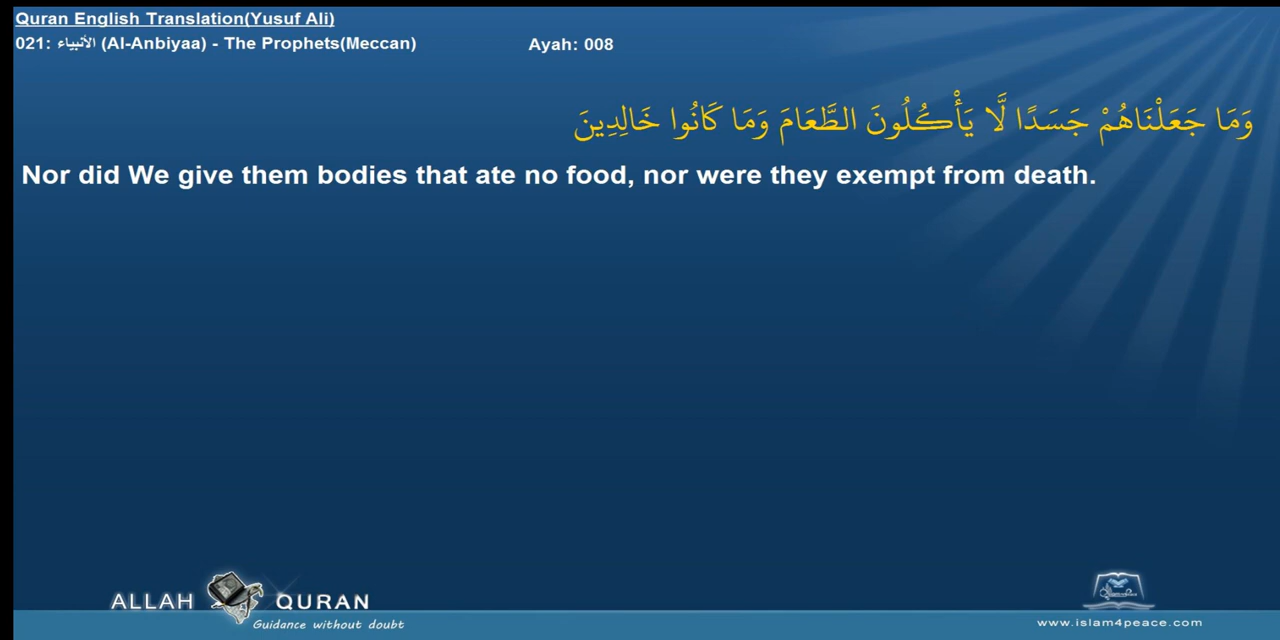 Quran English Translation(Yusuf Ali)
021: الأنبياء (Al-Anbiyaa) - The Prophets(Meccan) Ayah: 008
وَمَا جَعَلْنَاهُمْ جَسَدًا لَّا يَأْكُلُونَ الطَّعَامَ وَمَا كَانُوا خَالِدِينَ
Nor did We give them bodies that ate no food, nor were they exempt from death.
ALLAH QURAN
Guidance without doubt
www.islam4peace.com